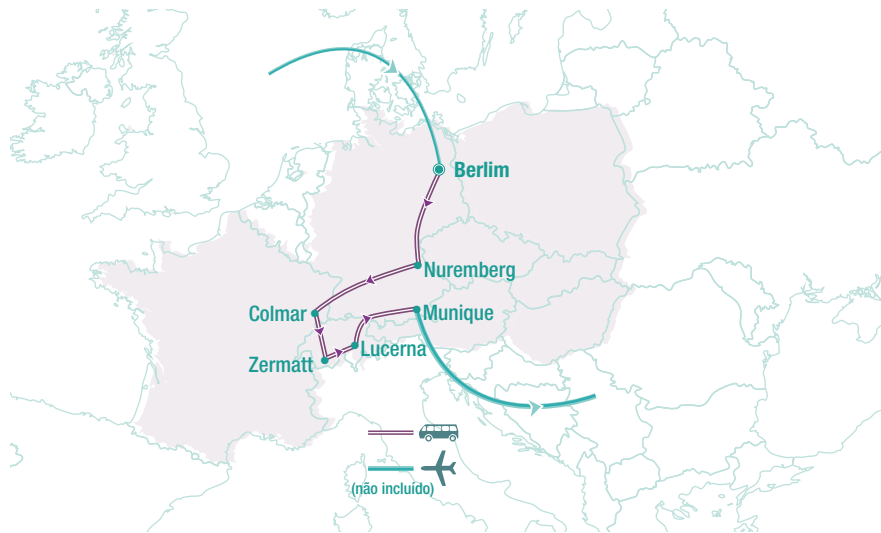 Berlim
Nuremberg
Colmar
Munique
Lucerna
Zermatt
(não incluído)